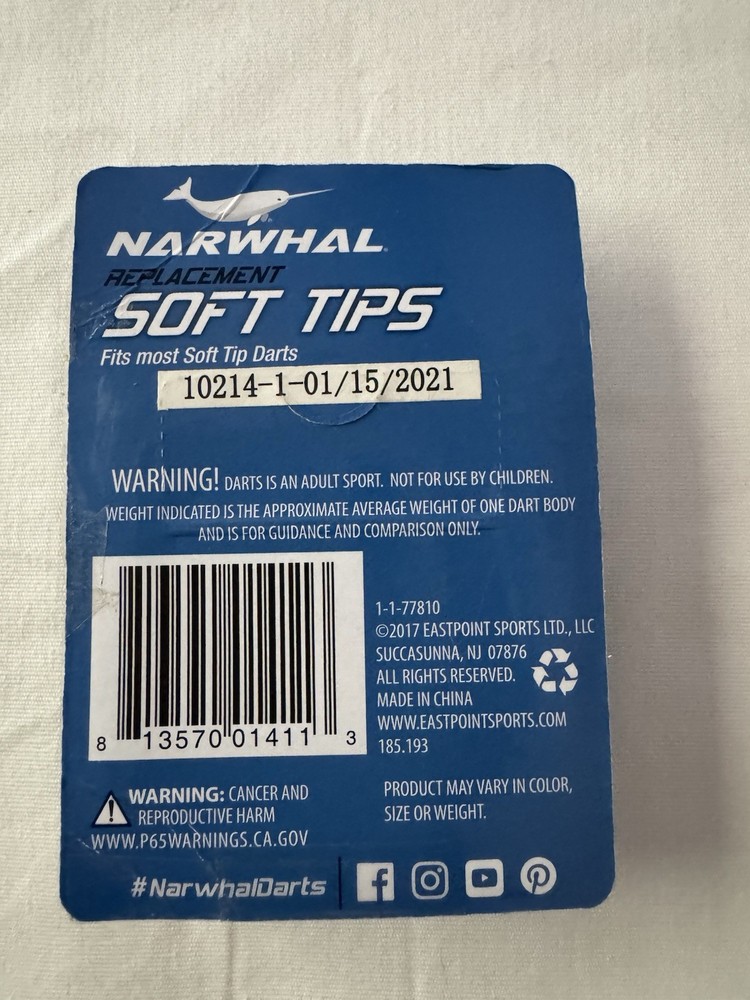 NARWHAL
REPLACEMENT
SOFT TIPS
Fits most Soft Tip Darts
10214-1-01/15/2021
WARNING! DARTS IS AN ADULT SPORT. NOT FOR USE BY CHILDREN.
WEIGHT INDICATED IS THE APPROXIMATE AVERAGE WEIGHT OF ONE DART BODY
AND IS FOR GUIDANCE AND COMPARISON ONLY.
8 13570 01411 3
1-1-77810
©2017 EASTPOINT SPORTS LTD., LLC
SUCCASUNNA, NJ 07876
ALL RIGHTS RESERVED.
MADE IN CHINA
WWW.EASTPOINTSPORTS.COM
185.193
WARNING: CANCER AND
REPRODUCTIVE HARM
WWW.P65WARNINGS.CA.GOV
PRODUCT MAY VARY IN COLOR,
SIZE OR WEIGHT.
#NarwhalDarts